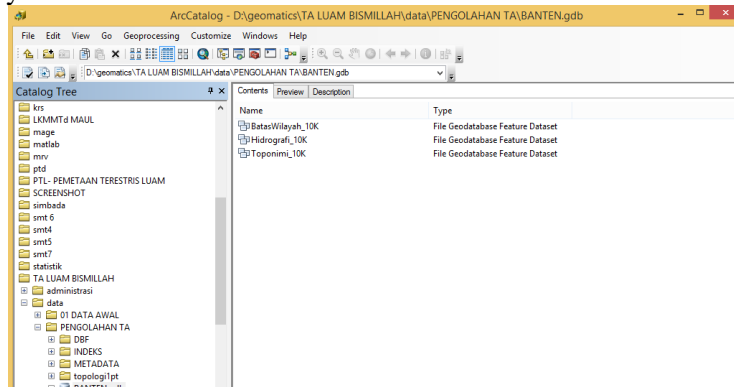 y
ArcCatalog - D:\geomatics\TA LUAM BISMILLAH\data\PENGOLAHAN TA\BANTEN.gdb
File Edit View Go Geoprocessing Customize Windows Help
D:\geomatics\TA LUAM BISMILLAH\data\PENGOLAHAN TA\BANTEN.gdb
Catalog Tree
krs
LKMMTd MAUL
mage
matlab
mrv
ptd
PTL- PEMETAAN TERESTRIS LUAM
SCREENSHOT
simbada
smt 6
smt4
smt5
smt7
statistik
TA LUAM BISMILLAH
administrasi
data
01 DATA AWAL
PENGOLAHAN TA
DBF
INDEKS
METADATA
topologi1pt
Contents Preview Description
Name Type
BatasWilayah_10K File Geodatabase Feature Dataset
Hidrografi_10K File Geodatabase Feature Dataset
Toponimi_10K File Geodatabase Feature Dataset